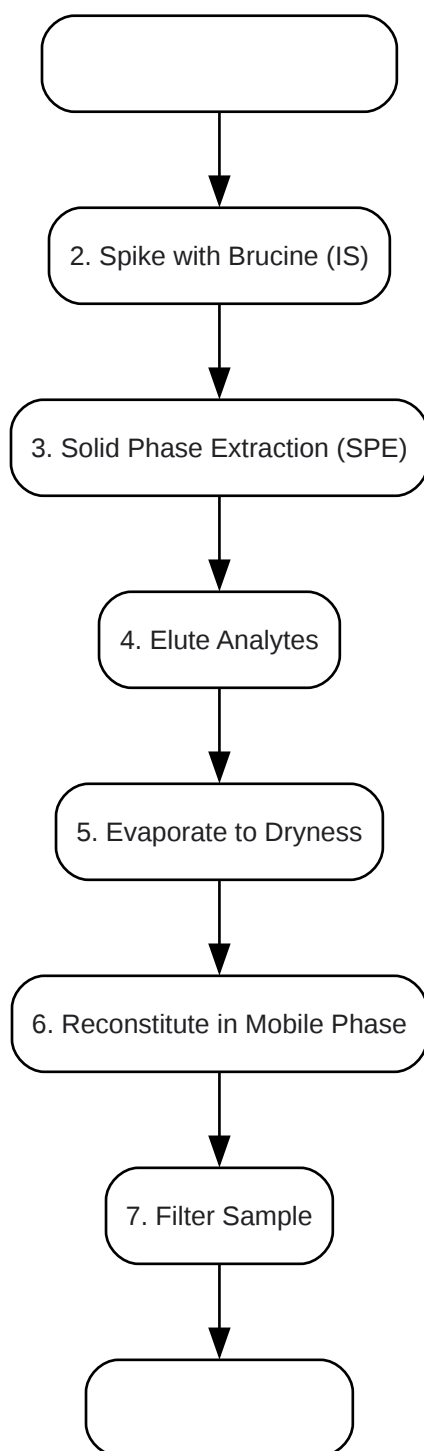 2. Spike with Brucine (IS)
3. Solid Phase Extraction (SPE)
4. Elute Analytes
5. Evaporate to Dryness
6. Reconstitute in Mobile Phase
7. Filter Sample